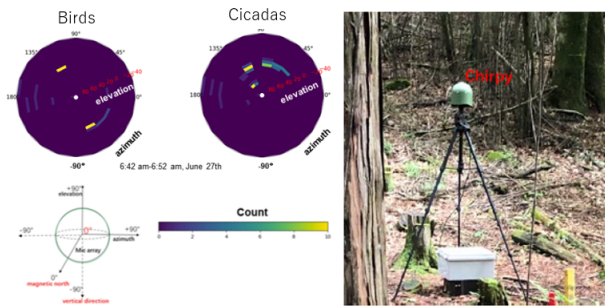 Birds
Cicadas
90°
135°
45°
-40
180
0°
elevation
azimuth
-90°
90°
135°
45°
-40
180
0°
elevation
azimuth
-90°
6:42 am-6:52 am, June 27th
+90°
elevation
-90°
0°
+90°
Mic array
azimuth
0°
magnetic north
-90°
vertical direction
Count
0
2
4
6
8
10
Chirpy